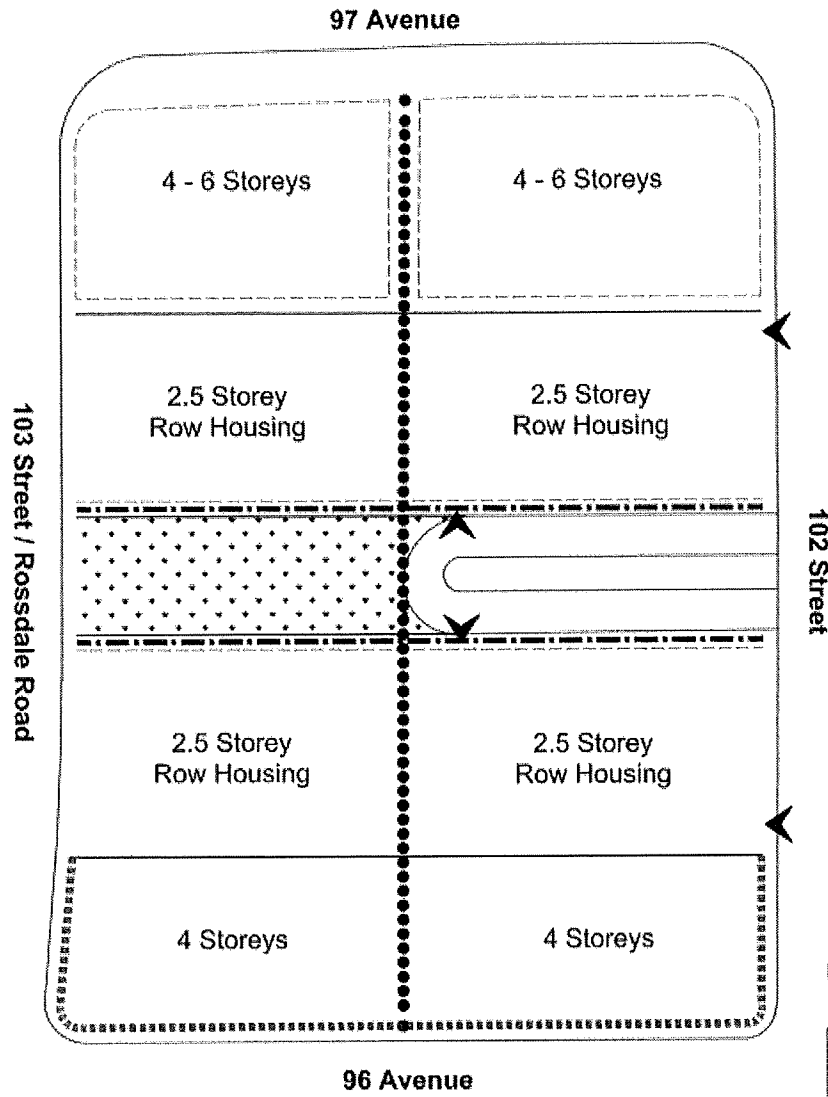 97 Avenue
4 - 6 Storeys
4 - 6 Storeys
2.5 Storey
Row Housing
2.5 Storey
Row Housing
103 Street / Rossdale Road
102 Street
2.5 Storey
Row Housing
2.5 Storey
Row Housing
4 Storeys
4 Storeys
96 Avenue